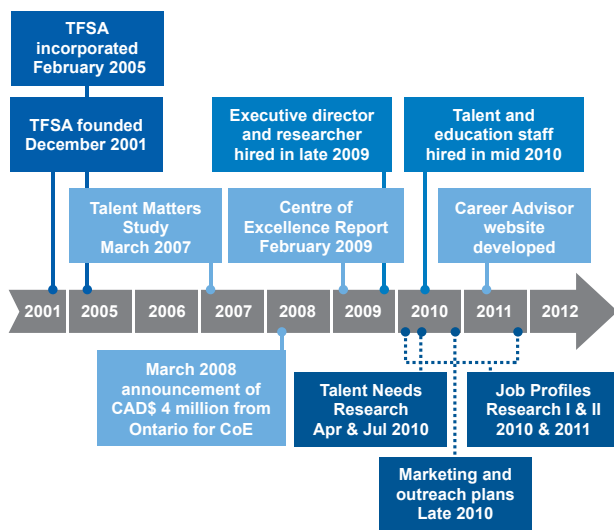 TFSA
incorporated
February 2005
TFSA founded
December 2001
Executive director
and researcher
hired in late 2009
Talent and
education staff
hired in mid 2010
Talent Matters
Study
March 2007
Centre of
Excellence Report
February 2009
Career Advisor
website
developed
2001 2005 2006 2007 2008 2009 2010 2011 2012
March 2008
announcement of
CAD$ 4 million from
Ontario for CoE
Talent Needs
Research
Apr & Jul 2010
Job Profiles
Research I & II
2010 & 2011
Marketing and
outreach plans
Late 2010